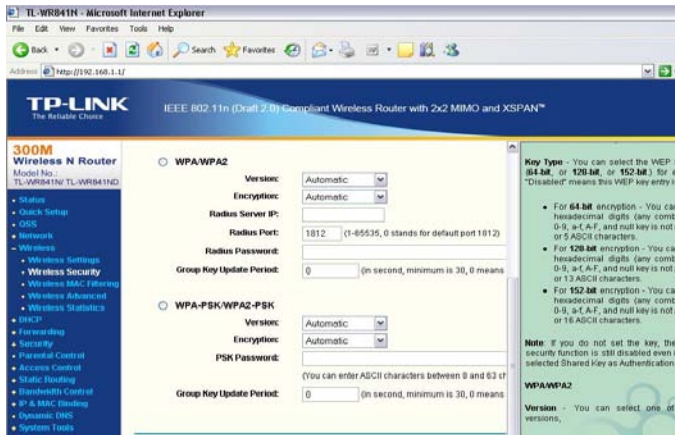 TL-WR841N - Microsoft Internet Explorer
File Edit View Favorites Tools Help
Back Search Favorites
Address http://192.168.1.1/
TP-LINK
The Reliable Choice
IEEE 802.11n (Draft 2.0) Compliant Wireless Router with 2x2 MIMO and XSPAN™
300M
Wireless N Router
Model No.:
TL-WR841N/ TL-WR841ND
Status
Quick Setup
QSS
Network
Wireless
Wireless Settings
Wireless Security
Wireless MAC Filtering
Wireless Advanced
Wireless Statistics
DHCP
Forwarding
Security
Parental Control
Access Control
Static Routing
Bandwidth Control
IP & MAC Binding
Dynamic DNS
System Tools
WPA/WPA2
Version: Automatic
Encryption: Automatic
Radius Server IP:
Radius Port: 1812 (1-65535, 0 stands for default port 1812)
Radius Password:
Group Key Update Period: 0 (in second, minimum is 30, 0 means
WPA-PSK/WPA2-PSK
Version: Automatic
Encryption: Automatic
PSK Password:
(You can enter ASCII characters between 8 and 63 ch
Group Key Update Period: 0 (in second, minimum is 30, 0 means
Key Type - You can select the WEP
(64-bit, or 128-bit, or 152-bit.) for e
"Disabled" means this WEP key entry i
For 64-bit encryption - You ca
hexadecimal digits (any comb
0-9, a-f, A-F, and null key is not
or 5 ASCII characters.
For 128-bit encryption - You ca
hexadecimal digits (any comb
0-9, a-f, A-F, and null key is not
or 13 ASCII characters.
For 152-bit encryption - You ca
hexadecimal digits (any comb
0-9, a-f, A-F, and null key is not
or 16 ASCII characters.
Note: If you do not set the key, the
security function is still disabled even i
selected Shared Key as Authentication
WPA/WPA2
Version - You can select one of
versions,